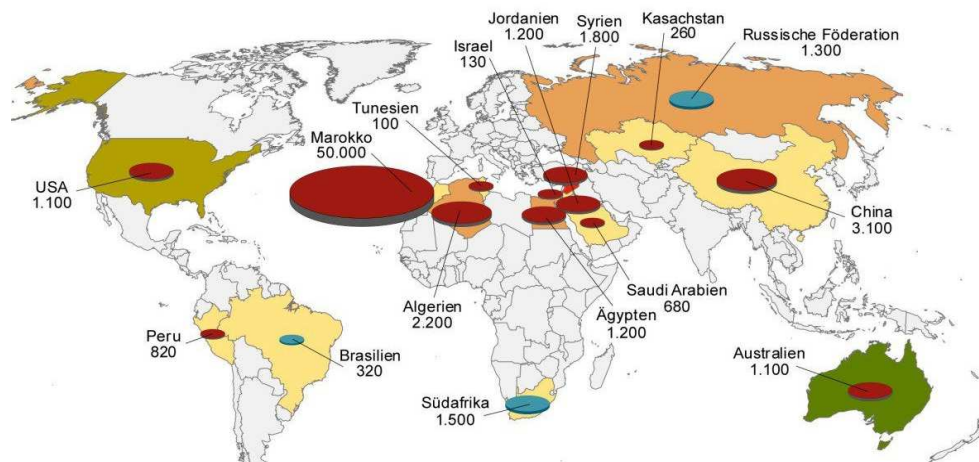 Jordanien
1.200
Syrien
1.800
Kasachstan
260
Russische Föderation
1.300
Israel
130
Tunesien
100
Marokko
50.000
USA
1.100
China
3.100
Algerien
2.200
Saudi Arabien
680
Ägypten
1.200
Peru
820
Brasilien
320
Australien
1.100
Südafrika
1.500